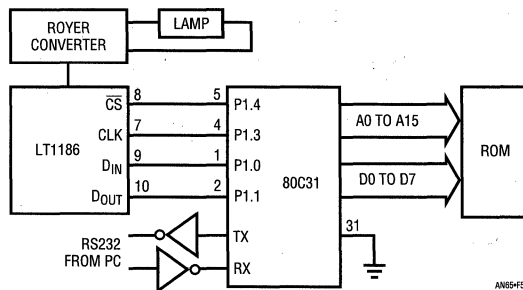 ROYER
CONVERTER
LAMP
LT1186
CS 8
CLK 7
DIN 9
DOUT 10
5 P1.4
4 P1.3
1 P1.0
2 P1.1
80C31
A0 TO A15
D0 TO D7
ROM
RS232
FROM PC
TX
RX
31